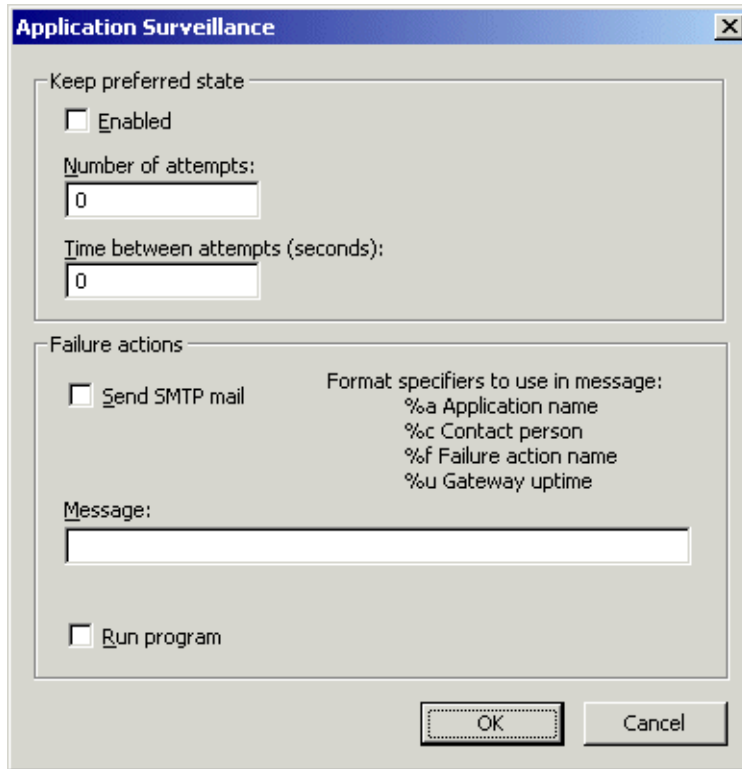 Application Surveillance
Keep preferred state
Enabled
Number of attempts:
0
Time between attempts (seconds):
0
Failure actions
Send SMTP mail
Format specifiers to use in message:
%a Application name
%c Contact person
%f Failure action name
%u Gateway uptime
Message:
Run program
OK
Cancel